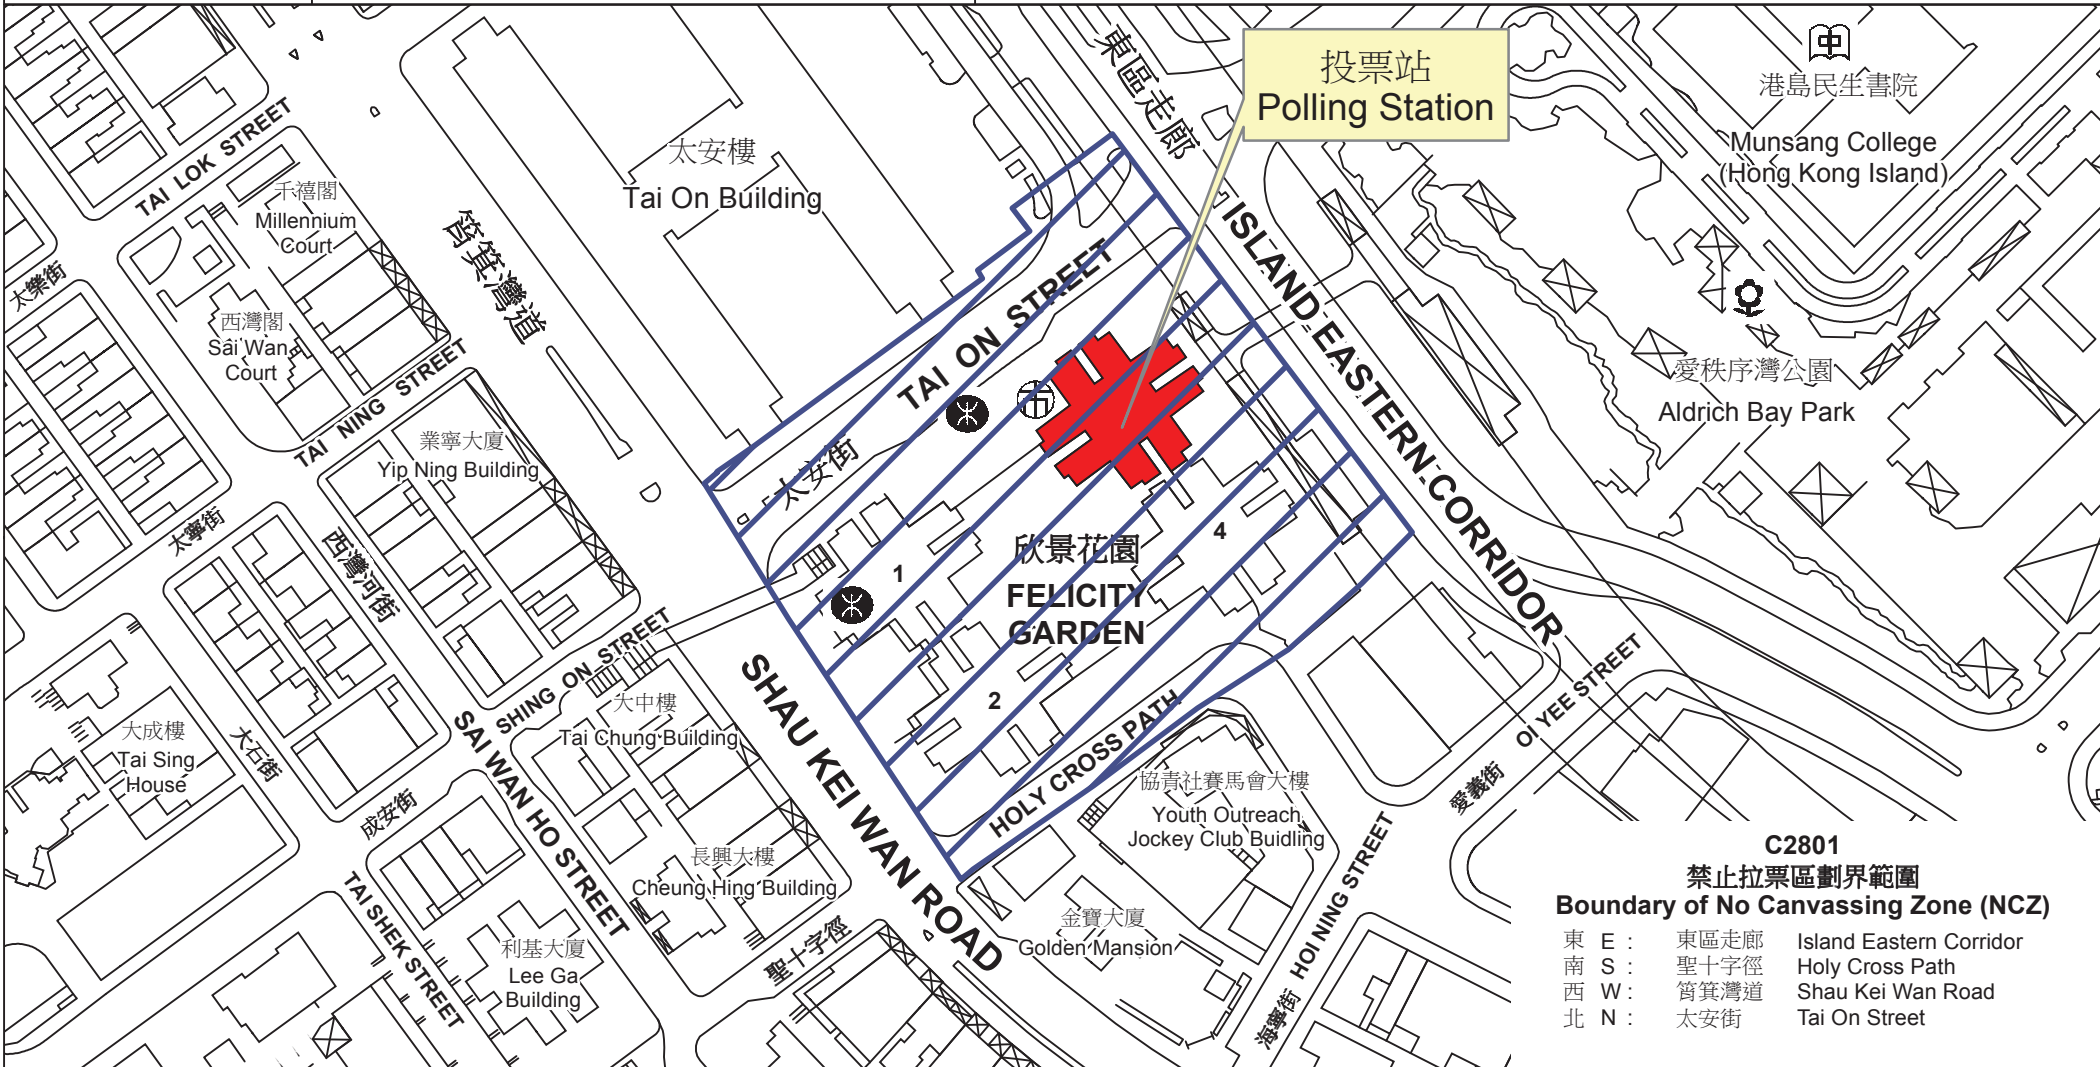 東區走廊
投票站
Polling Station
港島民生書院
Munsang College
(Hong Kong Island)
太安樓
Tai On Building
TAI LOK STREET
千禧閣
Millennium
Court
筲箕灣道
太樂街
西灣閣
Sai Wan
Court
TAI NING STREET
ISLAND EASTERN CORRIDOR
TAI ON STREET
愛秩序灣公園
Aldrich Bay Park
業寧大廈
Yip Ning Building
太安街
太寧街
西灣河街
欣景花園
FELICITY
GARDEN
1
4
2
SHING ON STREET
大中樓
Tai Chung Building
SHAU KEI WAN ROAD
SAI WAN HO STREET
大成樓
Tai Sing
House
大石街
成安街
HOLY CROSS PATH
OI YEE STREET
愛義街
協青社賽馬會大樓
Youth Outreach
Jockey Club Buidling
長興大樓
Cheung Hing Building
TAI SHEK STREET
利基大廈
Lee Ga
Building
聖十字徑
金寶大廈
Golden Mansion
HOI NING STREET
海寧街
C2801
禁止拉票區劃界範圍
Boundary of No Canvassing Zone (NCZ)
東 E : 東區走廊 Island Eastern Corridor
南 S : 聖十字徑 Holy Cross Path
西 W : 筲箕灣道 Shau Kei Wan Road
北 N : 太安街 Tai On Street